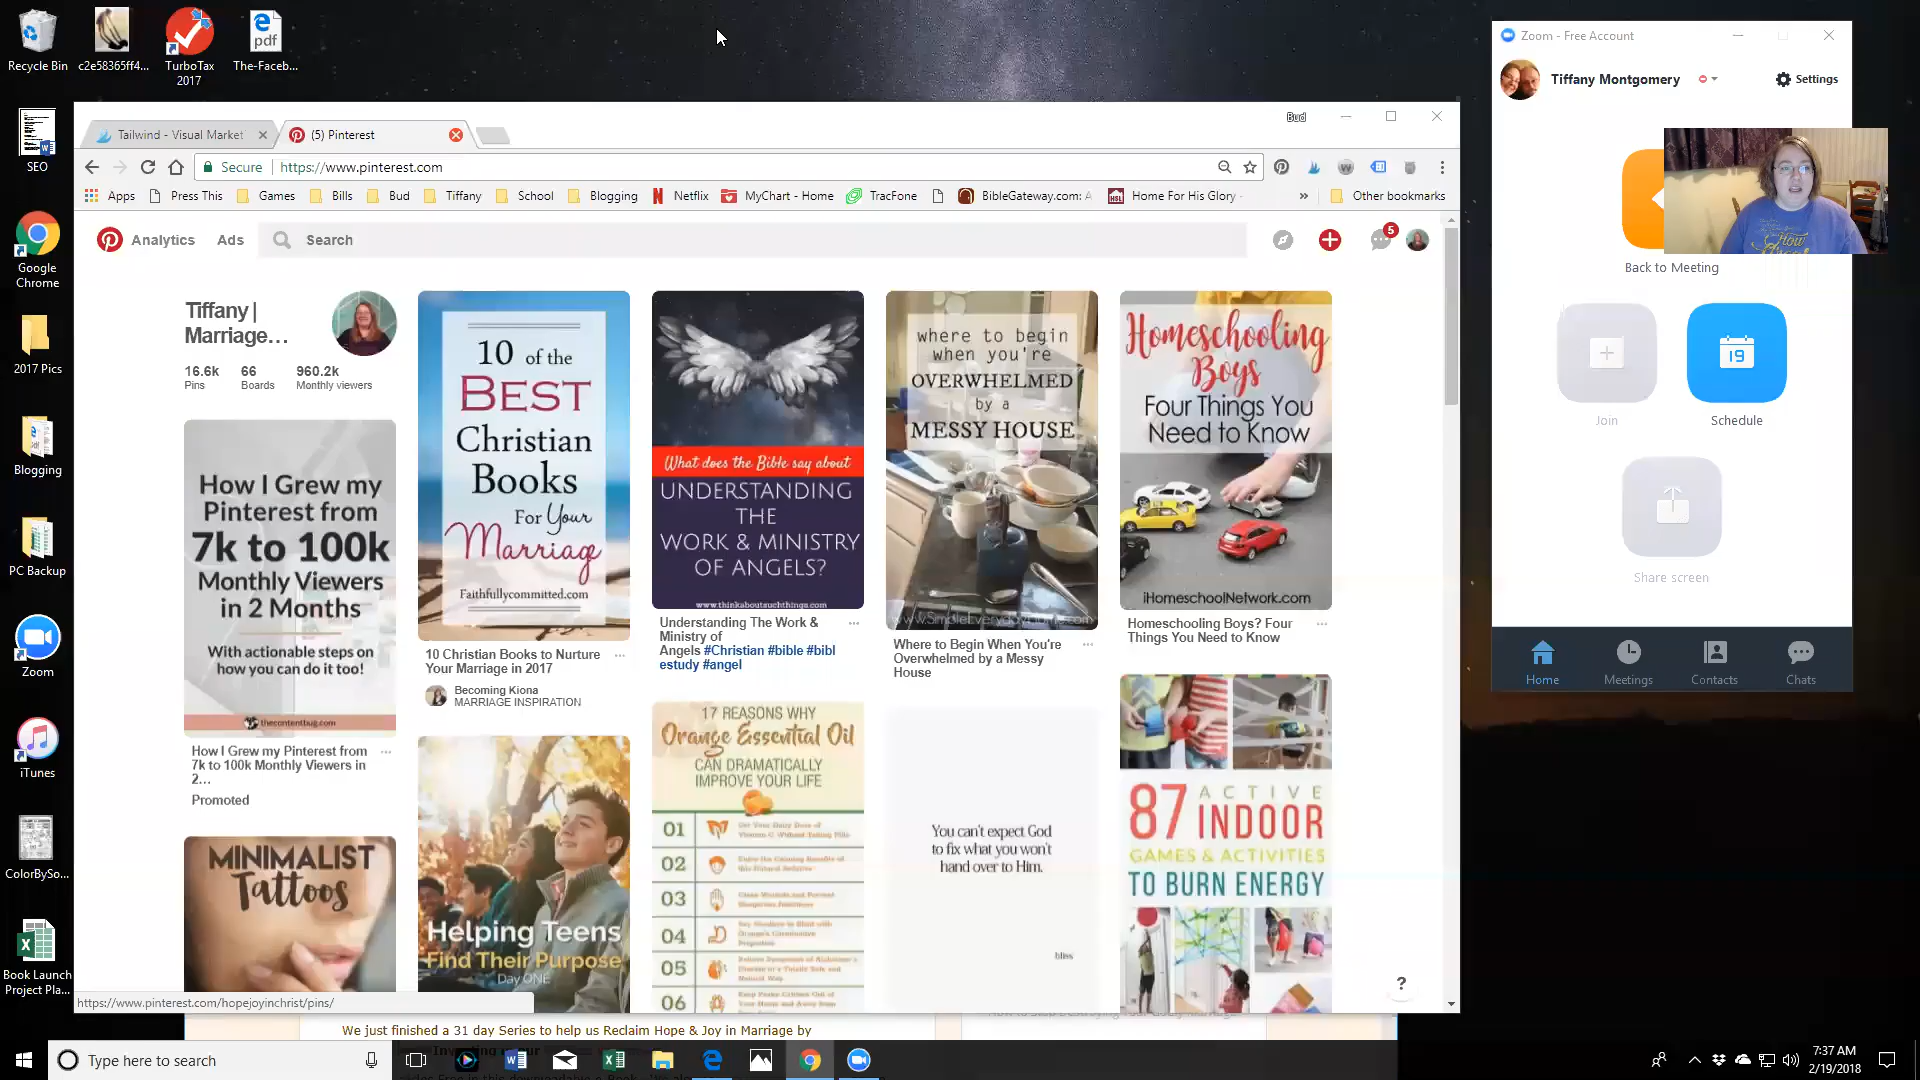 Recycle Bin
c2e58365ff4...
TurboTax
2017
The-Faceb...
SEO
Google
Chrome
2017 Pics
Blogging
PC Backup
Zoom
iTunes
ColorBySo...
Book Launch
Project Pla...
Tailwind - Visual Market
(5) Pinterest
Bud
Secure
https://www.pinterest.com
Apps
Press This
Games
Bills
Bud
Tiffany
School
Blogging
Netflix
MyChart - Home
TracFone
BibleGateway.com: A
Home For His Glory
»
Other bookmarks
Analytics
Ads
Search
5
Tiffany |
Marriage...
16.6k
Pins
66
Boards
960.2k
Monthly viewers
How I Grew my
Pinterest from
7k to 100k
Monthly Viewers
in 2 Months
With actionable steps on
how you can do it too!
thecontentbug.com
How I Grew my Pinterest from
7k to 100k Monthly Viewers in
2...
Promoted
MINIMALIST
Tattoos
10 of the
BEST
Christian
Books
For Your
Marriage
Faithfullycommitted.com
10 Christian Books to Nurture
Your Marriage in 2017
Becoming Kiona
MARRIAGE INSPIRATION
Helping Teens
Find Their Purpose
Day ONE
What does the Bible say about
UNDERSTANDING
THE
WORK & MINISTRY
OF ANGELS?
www.thinkaboutsuchthings.com
Understanding The Work &
Ministry of
Angels #Christian #bible #bibl
estudy #angel
17 REASONS WHY
Orange Essential Oil
CAN DRAMATICALLY
IMPROVE YOUR LIFE
01
02
03
04
05
06
where to begin
when you're
OVERWHELMED
by a
MESSY HOUSE
www.SimpleEverydayHome.com
Where to Begin When You're
Overwhelmed by a Messy
House
You can't expect God
to fix what you won't
hand over to Him.
bliss
Homeschooling
Boys
Four Things You
Need to Know
iHomeschoolNetwork.com
Homeschooling Boys? Four
Things You Need to Know
87 ACTIVE
INDOOR
GAMES & ACTIVITIES
TO BURN ENERGY
?
https://www.pinterest.com/hopejoyinchrist/pins/
We just finished a 31 day Series to help us Reclaim Hope & Joy in Marriage by
Zoom - Free Account
Tiffany Montgomery
Settings
Back to Meeting
Join
19
Schedule
Share screen
Home
Meetings
Contacts
Chats
Type here to search
7:37 AM
2/19/2018